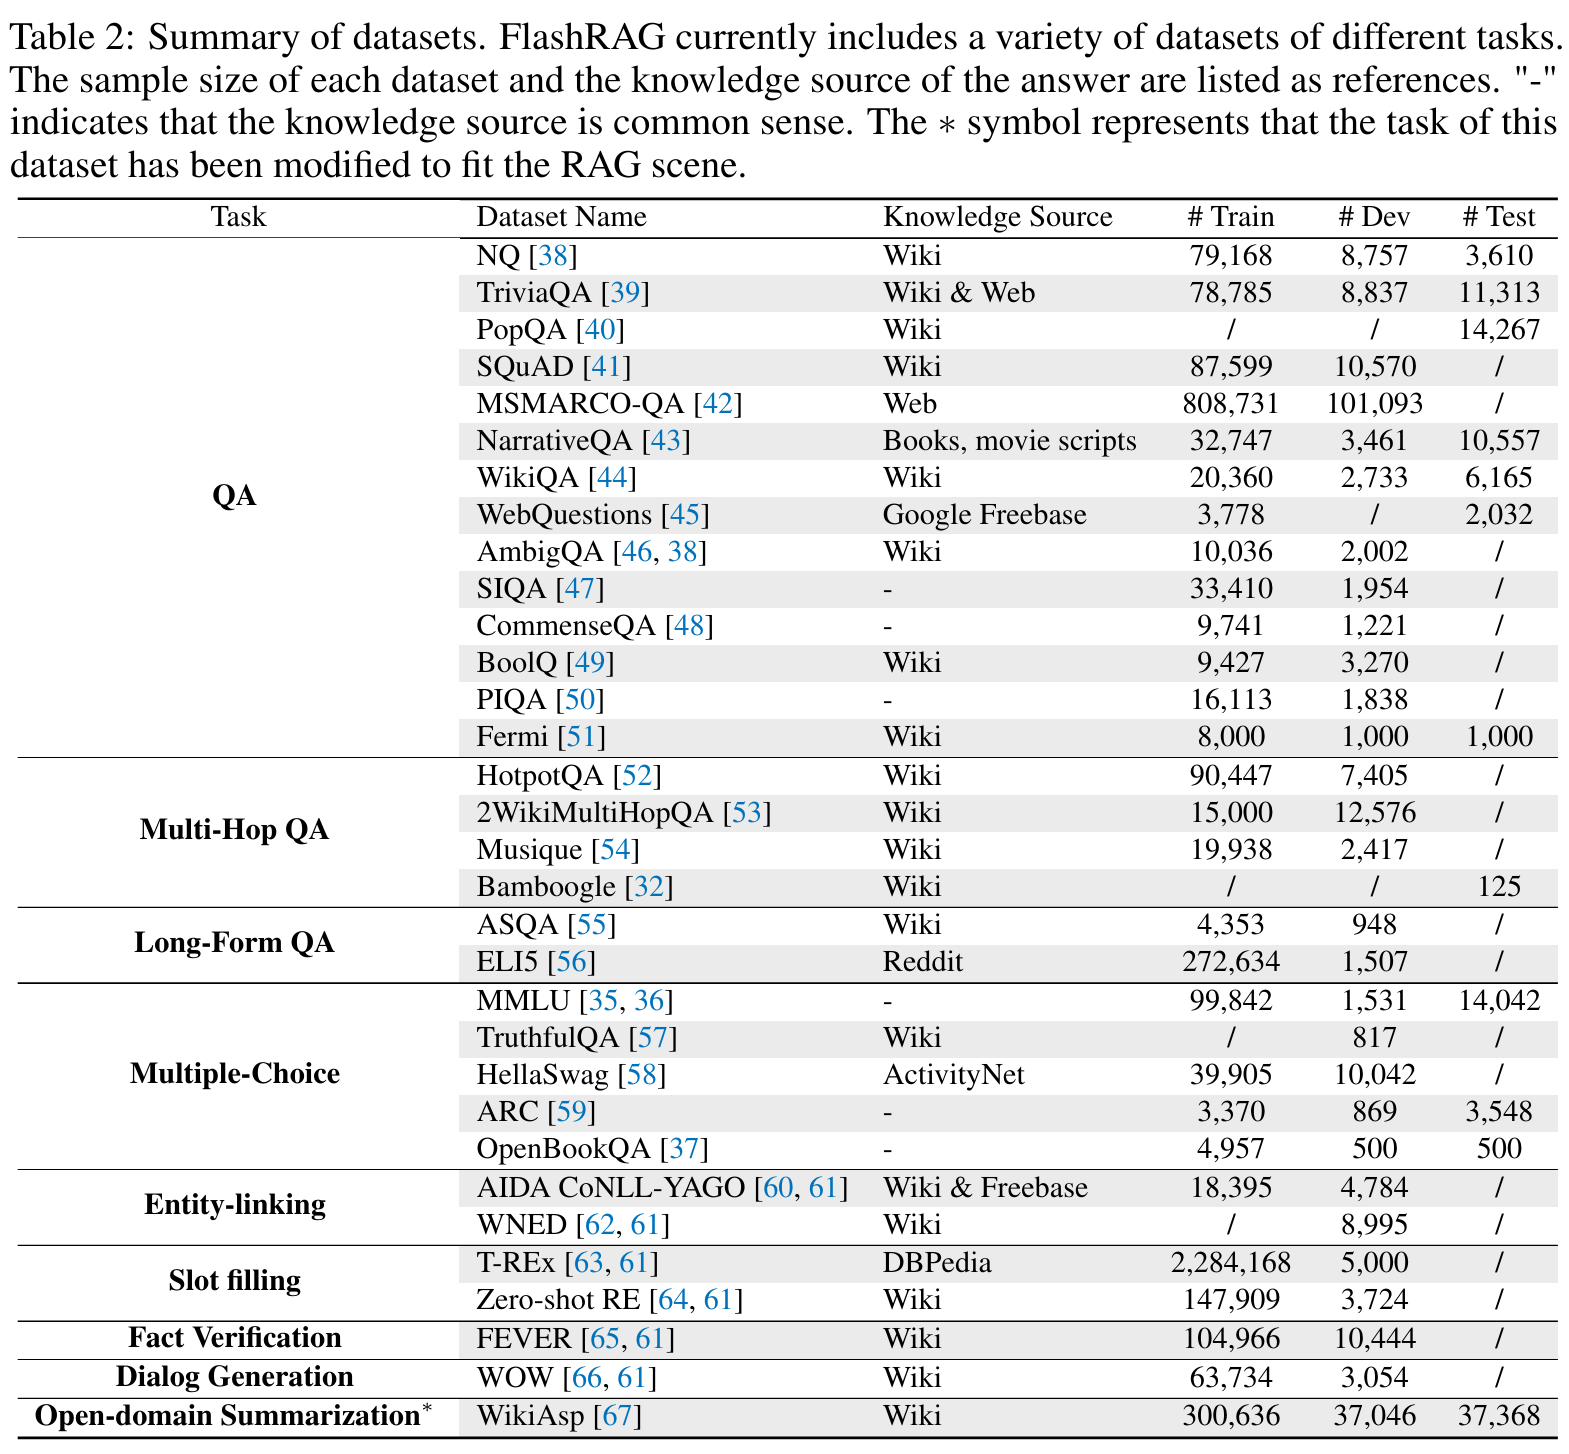 Table 2: Summary of datasets. FlashRAG currently includes a variety of datasets of different tasks.
The sample size of each dataset and the knowledge source of the answer are listed as references. "-"
indicates that the knowledge source is common sense. The ∗ symbol represents that the task of this
dataset has been modified to fit the RAG scene.
Task Dataset Name Knowledge Source # Train # Dev # Test
QA
NQ [38] Wiki 79,168 8,757 3,610
TriviaQA [39] Wiki & Web 78,785 8,837 11,313
PopQA [40] Wiki / / 14,267
SQuAD [41] Wiki 87,599 10,570 /
MSMARCO-QA [42] Web 808,731 101,093 /
NarrativeQA [43] Books, movie scripts 32,747 3,461 10,557
WikiQA [44] Wiki 20,360 2,733 6,165
WebQuestions [45] Google Freebase 3,778 / 2,032
AmbigQA [46, 38] Wiki 10,036 2,002 /
SIQA [47] - 33,410 1,954 /
CommenseQA [48] - 9,741 1,221 /
BoolQ [49] Wiki 9,427 3,270 /
PIQA [50] - 16,113 1,838 /
Fermi [51] Wiki 8,000 1,000 1,000
Multi-Hop QA
HotpotQA [52] Wiki 90,447 7,405 /
2WikiMultiHopQA [53] Wiki 15,000 12,576 /
Musique [54] Wiki 19,938 2,417 /
Bamboogle [32] Wiki / / 125
Long-Form QA
ASQA [55] Wiki 4,353 948 /
ELI5 [56] Reddit 272,634 1,507 /
Multiple-Choice
MMLU [35, 36] - 99,842 1,531 14,042
TruthfulQA [57] Wiki / 817 /
HellaSwag [58] ActivityNet 39,905 10,042 /
ARC [59] - 3,370 869 3,548
OpenBookQA [37] - 4,957 500 500
Entity-linking
AIDA CoNLL-YAGO [60, 61] Wiki & Freebase 18,395 4,784 /
WNED [62, 61] Wiki / 8,995 /
Slot filling
T-REx [63, 61] DBPedia 2,284,168 5,000 /
Zero-shot RE [64, 61] Wiki 147,909 3,724 /
Fact Verification FEVER [65, 61] Wiki 104,966 10,444 /
Dialog Generation WOW [66, 61] Wiki 63,734 3,054 /
Open-domain Summarization* WikiAsp [67] Wiki 300,636 37,046 37,368